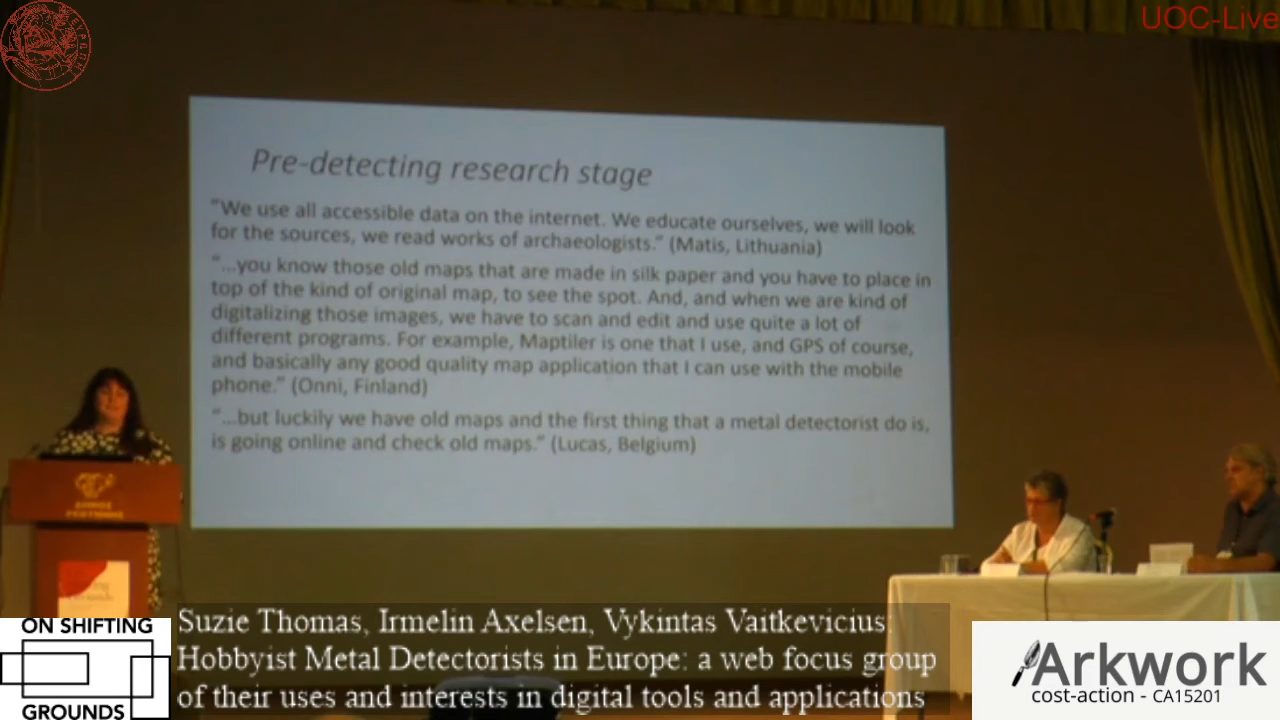 UOC-Live
Pre-detecting research stage
"We use all accessible data on the internet. We educate ourselves, we will look
for the sources, we read works of archaeologists." (Matis, Lithuania)
"...you know those old maps that are made in silk paper and you have to place in
top of the kind of original map, to see the spot. And, and when we are kind of
digitalizing those images, we have to scan and edit and use quite a lot of
different programs. For example, Maptiler is one that I use, and GPS of course,
and basically any good quality map application that I can use with the mobile
phone." (Onni, Finland)
"...but luckily we have old maps and the first thing that a metal detectorist do is,
is going online and check old maps." (Lucas, Belgium)
ΔΗΜΟΣ
ΡΕΘΥΜΝΗΣ
ON SHIFTING
GROUNDS
Suzie Thomas, Irmelin Axelsen, Vykintas Vaitkevicius:
Hobbyist Metal Detectorists in Europe: a web focus group
of their uses and interests in digital tools and applications
Arkwork
cost-action - CA15201